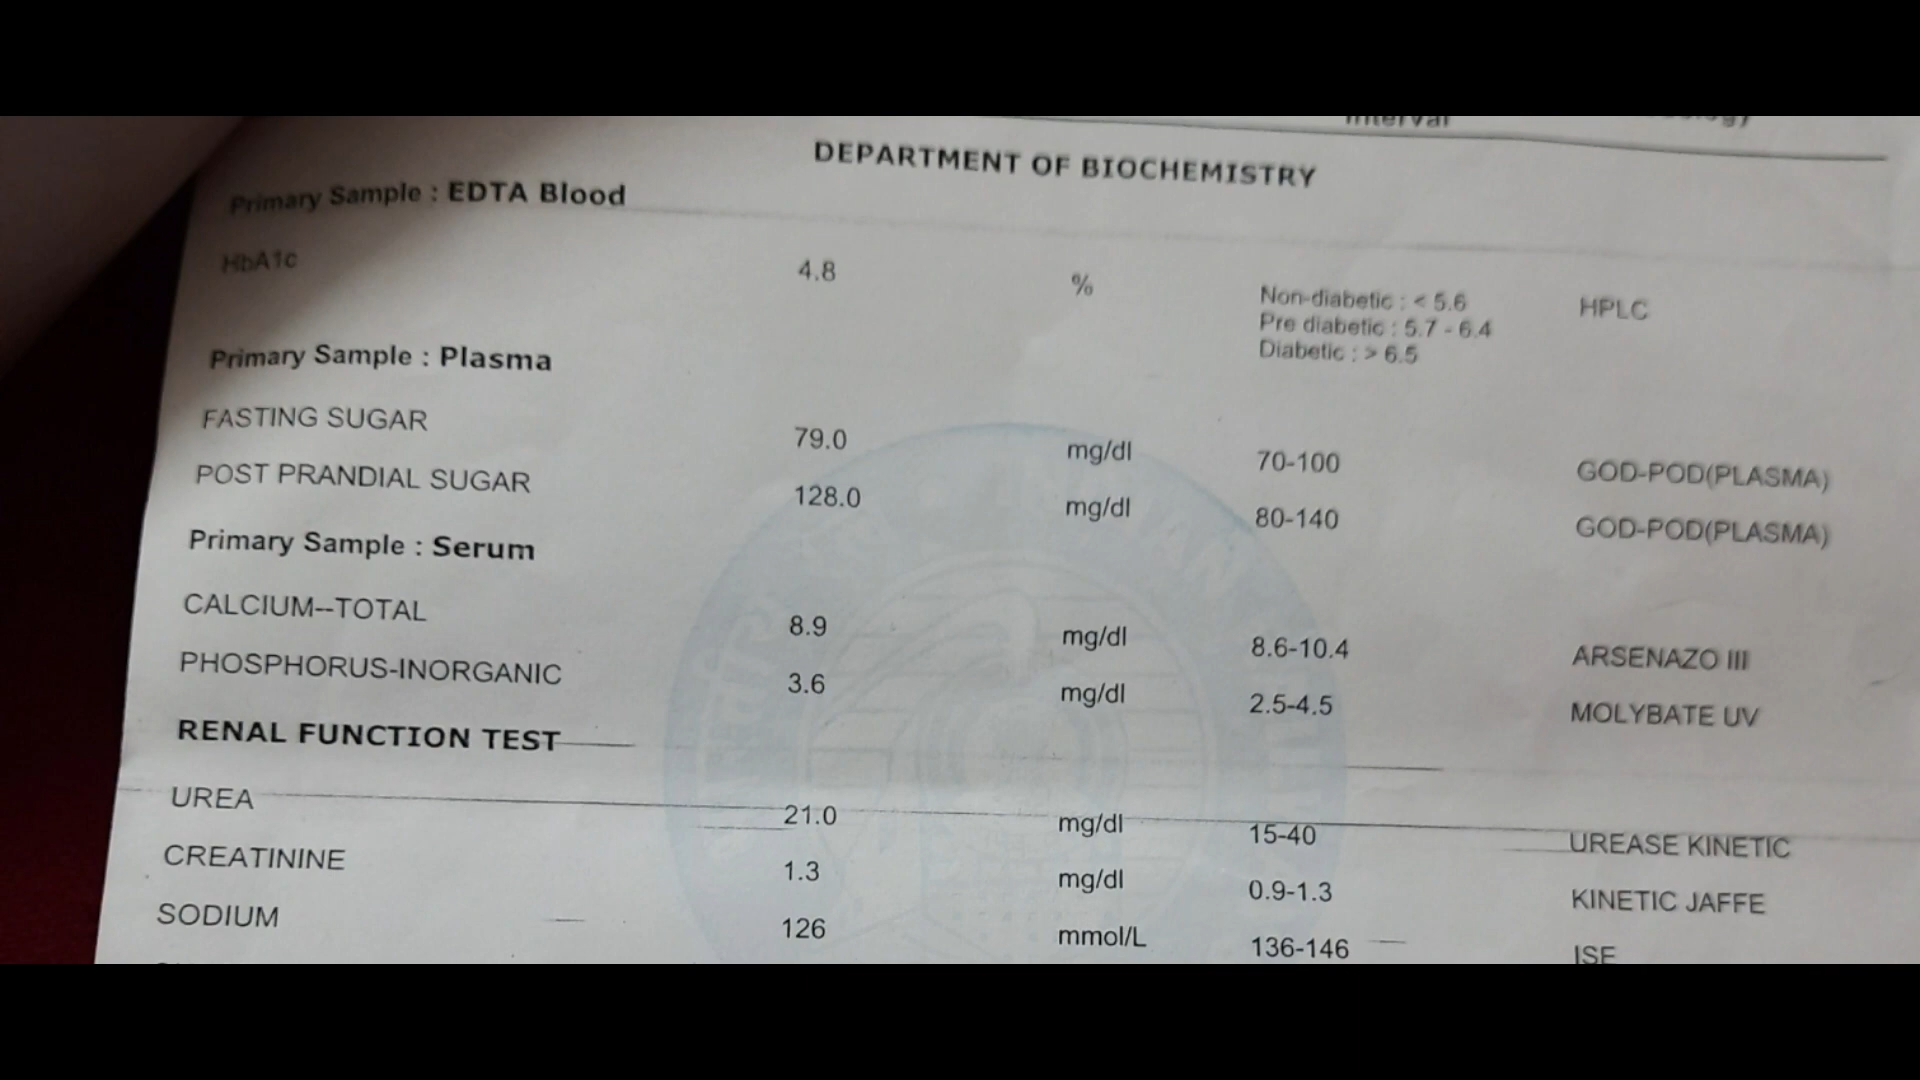 Interval
DEPARTMENT OF BIOCHEMISTRY
Primary Sample : EDTA Blood
HbA1c 4.8 % Non-diabetic : < 5.6 HPLC
Pre diabetic : 5.7 - 6.4
Diabetic : > 6.5
Primary Sample : Plasma
FASTING SUGAR 79.0 mg/dl 70-100 GOD-POD(PLASMA)
POST PRANDIAL SUGAR 128.0 mg/dl 80-140 GOD-POD(PLASMA)
Primary Sample : Serum
CALCIUM--TOTAL 8.9 mg/dl 8.6-10.4 ARSENAZO III
PHOSPHORUS-INORGANIC 3.6 mg/dl 2.5-4.5 MOLYBATE UV
RENAL FUNCTION TEST
UREA 21.0 mg/dl 15-40 UREASE KINETIC
CREATININE 1.3 mg/dl 0.9-1.3 KINETIC JAFFE
SODIUM 126 mmol/L 136-146 ISE